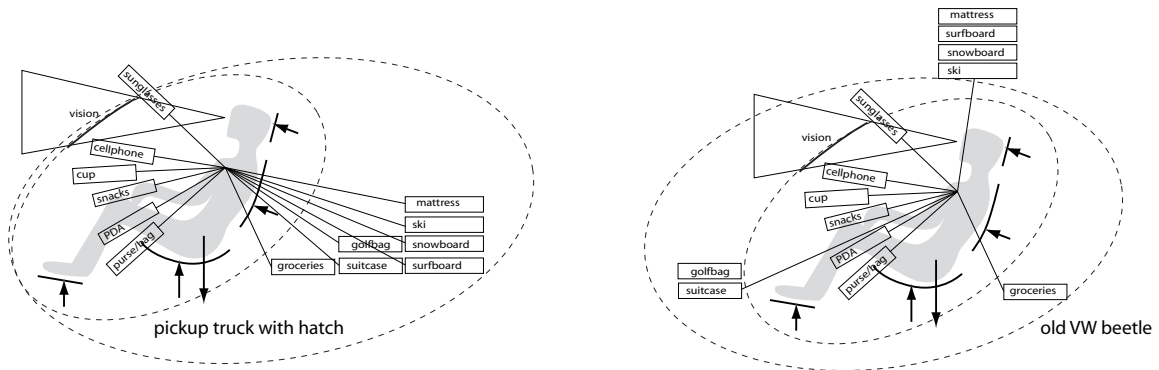 sunglasses
vision
cellphone
cup
snacks
PDA
purse/bag
mattress
ski
golfbag
snowboard
groceries
suitcase
surfboard
pickup truck with hatch
mattress
surfboard
snowboard
ski
sunglasses
vision
cellphone
cup
snacks
PDA
purse/bag
golfbag
suitcase
groceries
old VW beetle